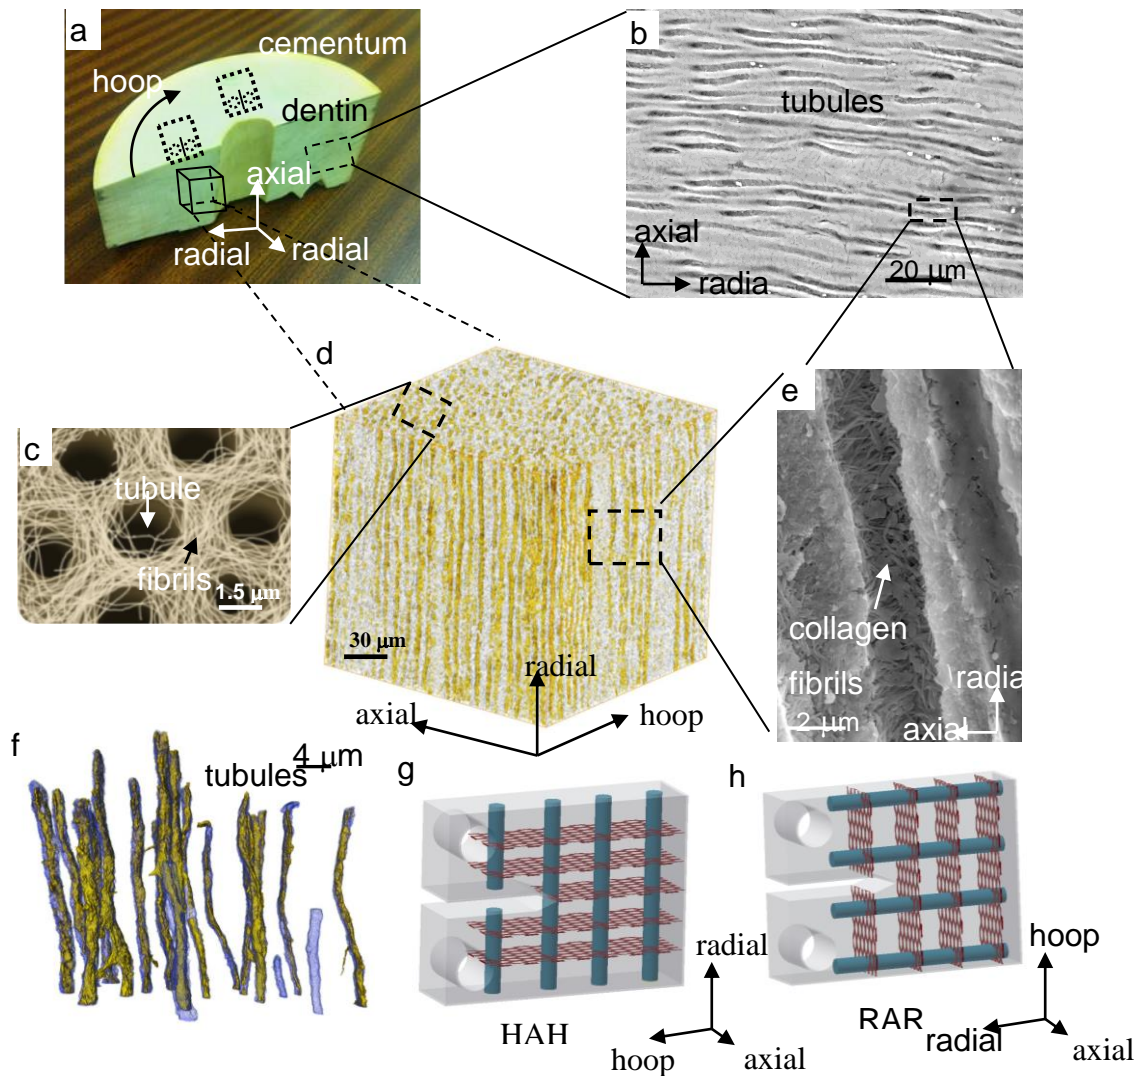 a
cementum
hoop
dentin
axial
radial
radial
b
tubules
axial
radia
20 μm
d
c
tubule
fibrils
1.5 μm
30 μm
radial
axial
hoop
e
collagen
fibrils
radia
2 μm
axial
f
tubules
4 μm
g
radial
HAH
hoop
axial
h
hoop
RAR
radial
axial